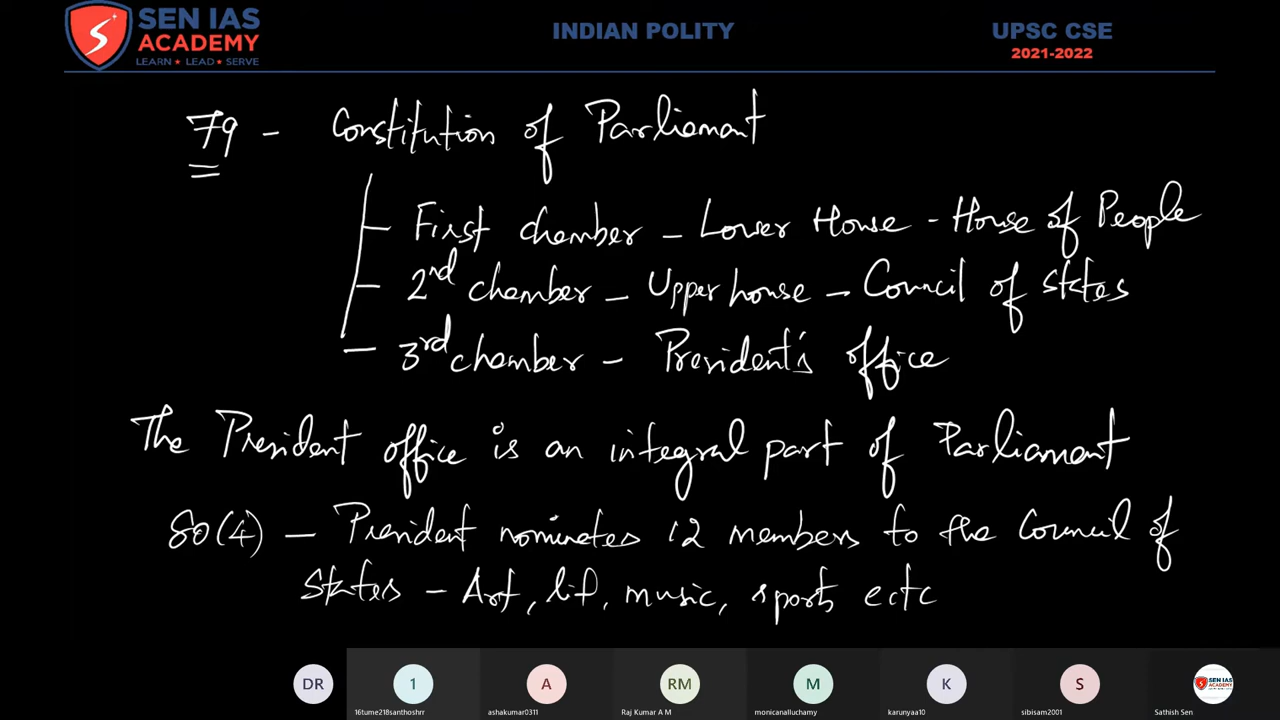 SEN IAS
ACADEMY
LEARN ★ LEAD ★ SERVE
INDIAN POLITY
UPSC CSE
2021-2022
79 - Constitution of Parliament
First chamber - Lower House - House of People
2nd chamber - Upper house - Council of states
3rd chamber - President's office
The President office is an integral part of Parliament
80(4) - President nominates 12 members to the Council of
states - Art, lit, music, sports ectc
DR
1
A
RM
M
K
S
SEN IAS
ACADEMY
16tume218santhoshrr
ashakumar0311
Raj Kumar A M
monicanalluchamy
karunyaa10
sibisam2001
Sathish Sen